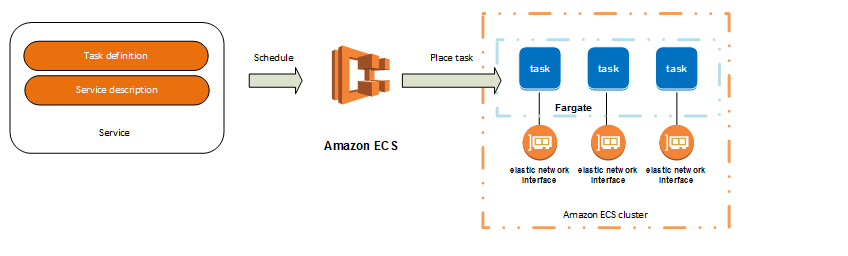 Task definition
Service description
Service
Schedule
Amazon ECS
Place task
task
task
task
Fargate
elastic network
interface
elastic network
interface
elastic network
interface
Amazon ECS cluster